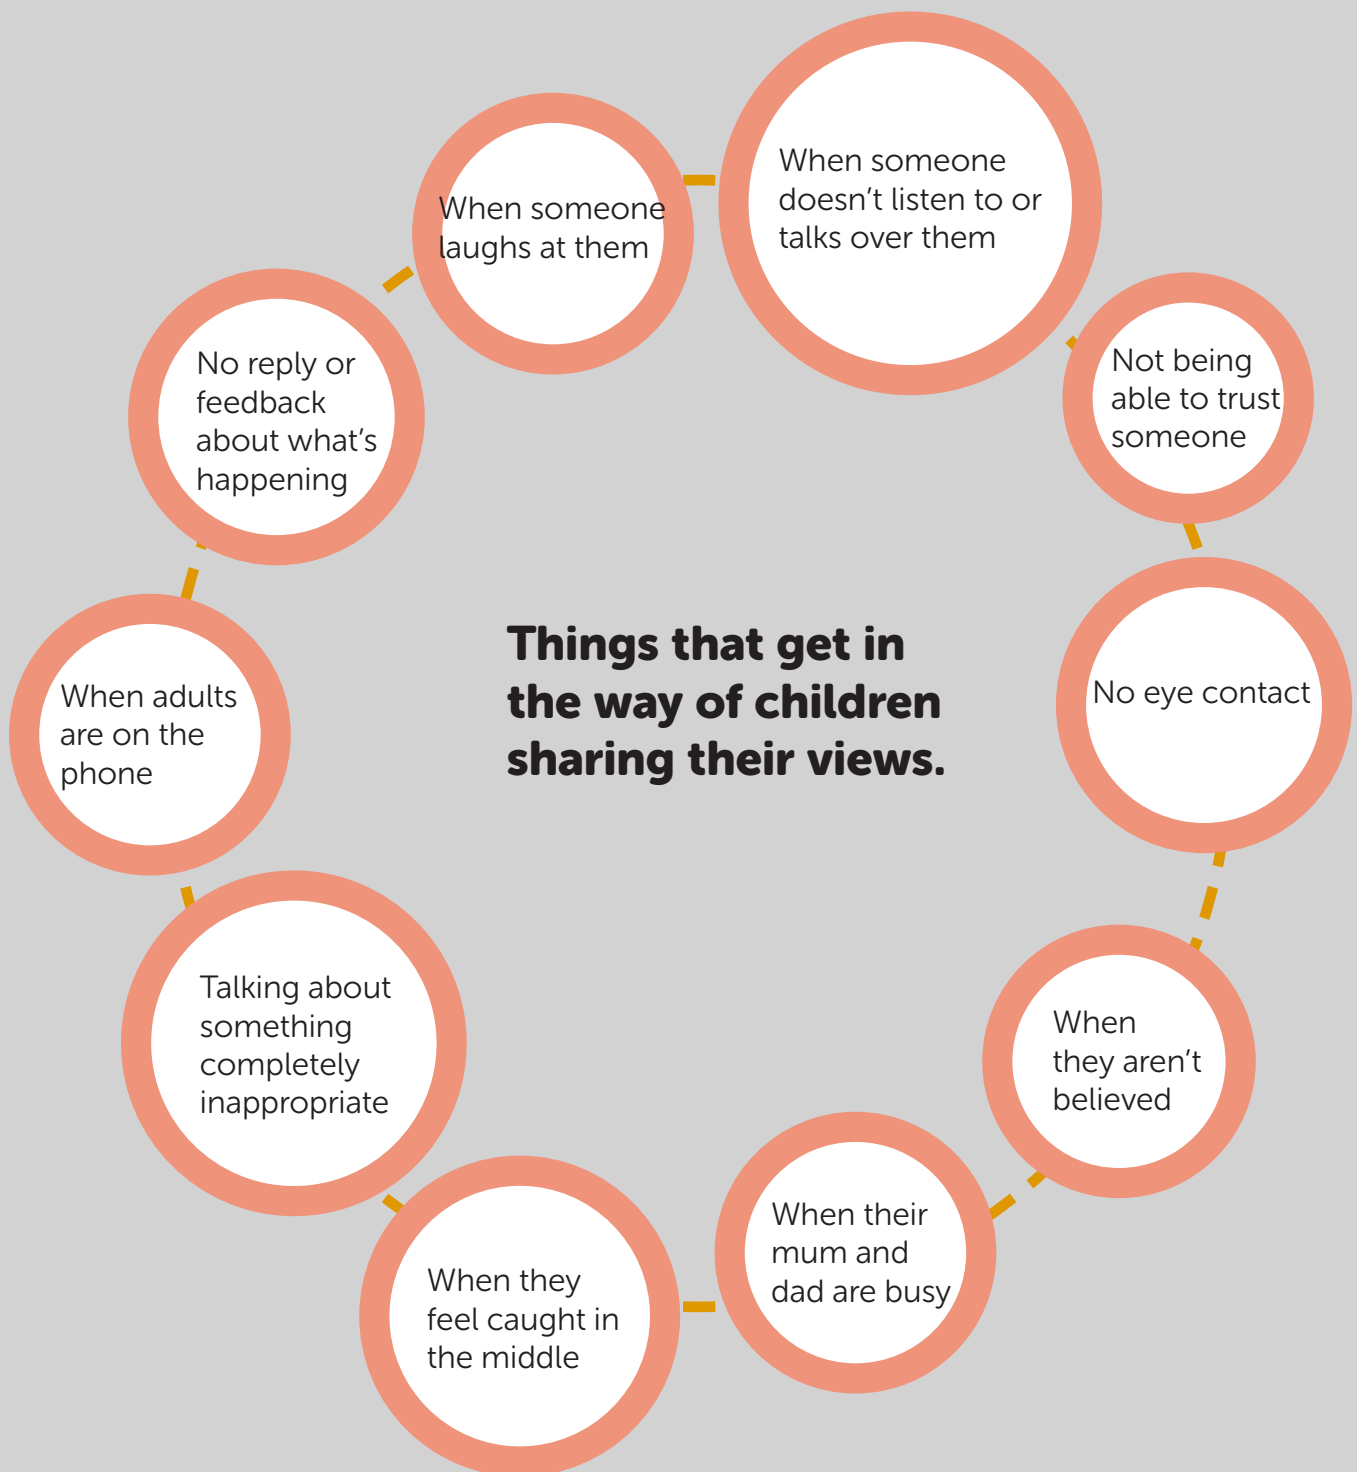 When someone
doesn’t listen to or
talks over them
When someone
laughs at them
Not being
able to trust
someone
No reply or
feedback
about what’s
happening
Things that get in
the way of children
sharing their views.
No eye contact
When adults
are on the
phone
Talking about
something
completely
inappropriate
When
they aren't
believed
When their
mum and
dad are busy
When they
feel caught in
the middle